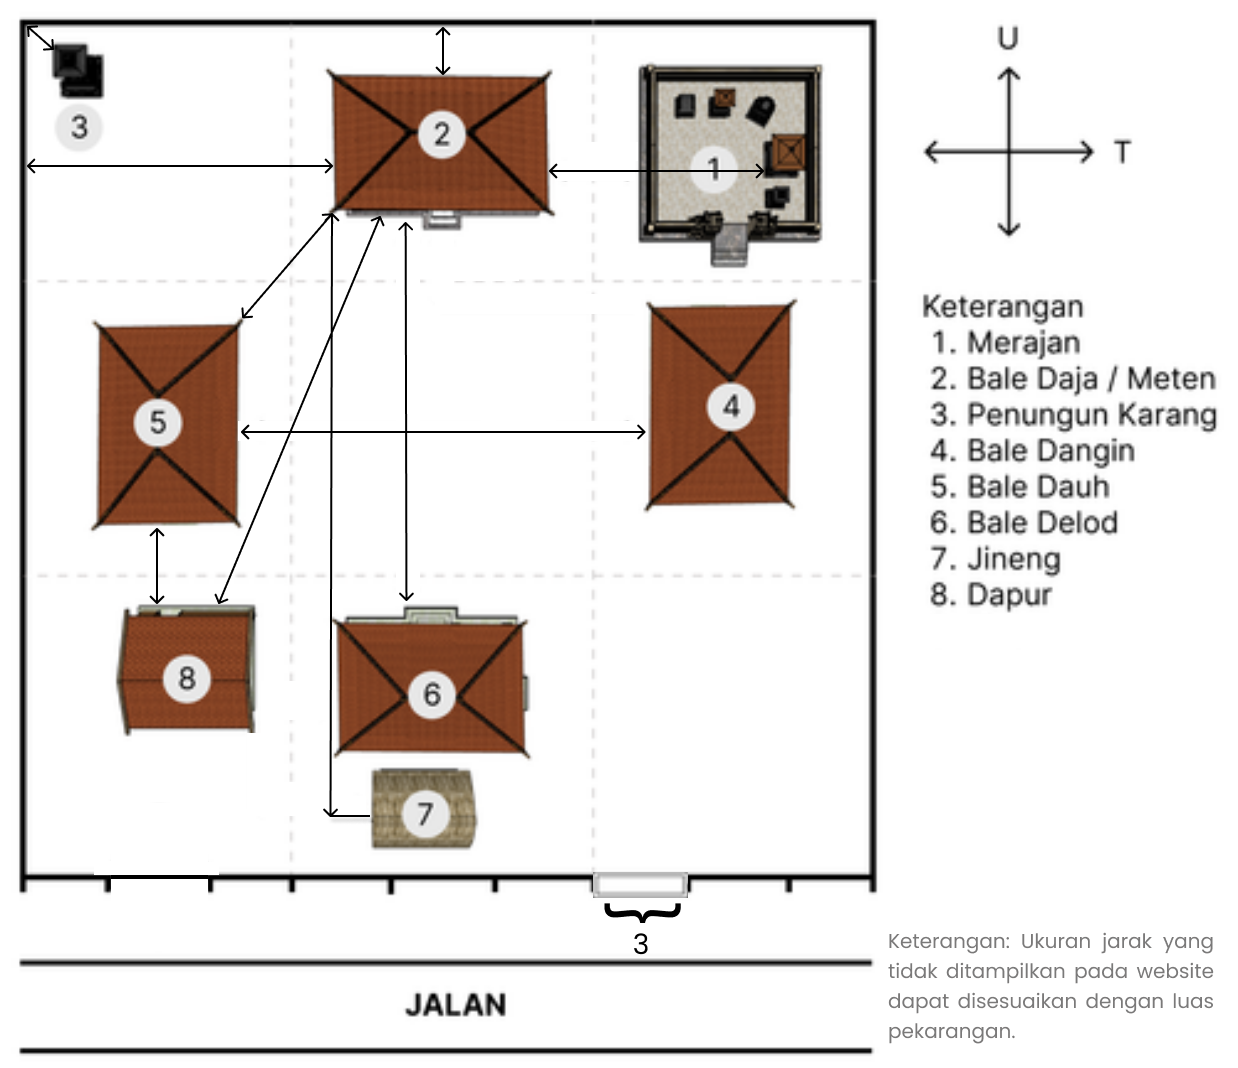 U
3
2
1
T
Keterangan
1. Merajan
2. Bale Daja / Meten
3. Penungun Karang
4. Bale Dangin
5. Bale Dauh
6. Bale Delod
7. Jineng
8. Dapur
5
4
8
6
7
3
JALAN
Keterangan: Ukuran jarak yang
tidak ditampilkan pada website
dapat disesuaikan dengan luas
pekarangan.